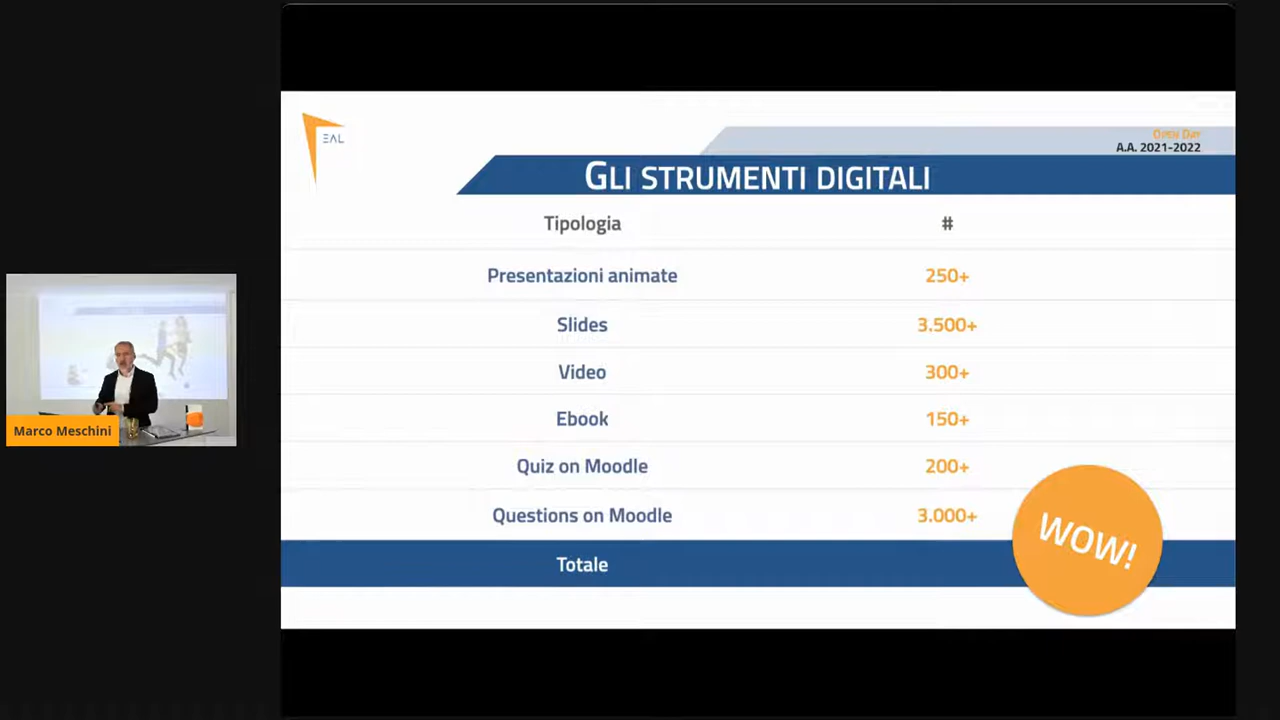 EAL
Open Day
A.A. 2021-2022
GLI STRUMENTI DIGITALI
Tipologia #
Presentazioni animate 250+
Slides 3.500+
Video 300+
Ebook 150+
Quiz on Moodle 200+
Questions on Moodle 3.000+
Totale
WOW!
Marco Meschini